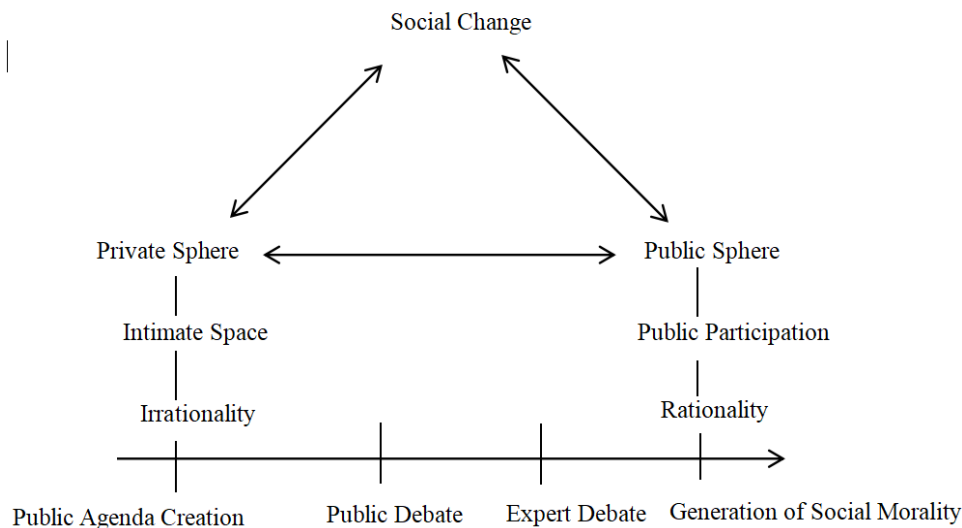 Social Change
Private Sphere
Public Sphere
Intimate Space
Public Participation
Irrationality
Rationality
Public Agenda Creation
Public Debate
Expert Debate
Generation of Social Morality